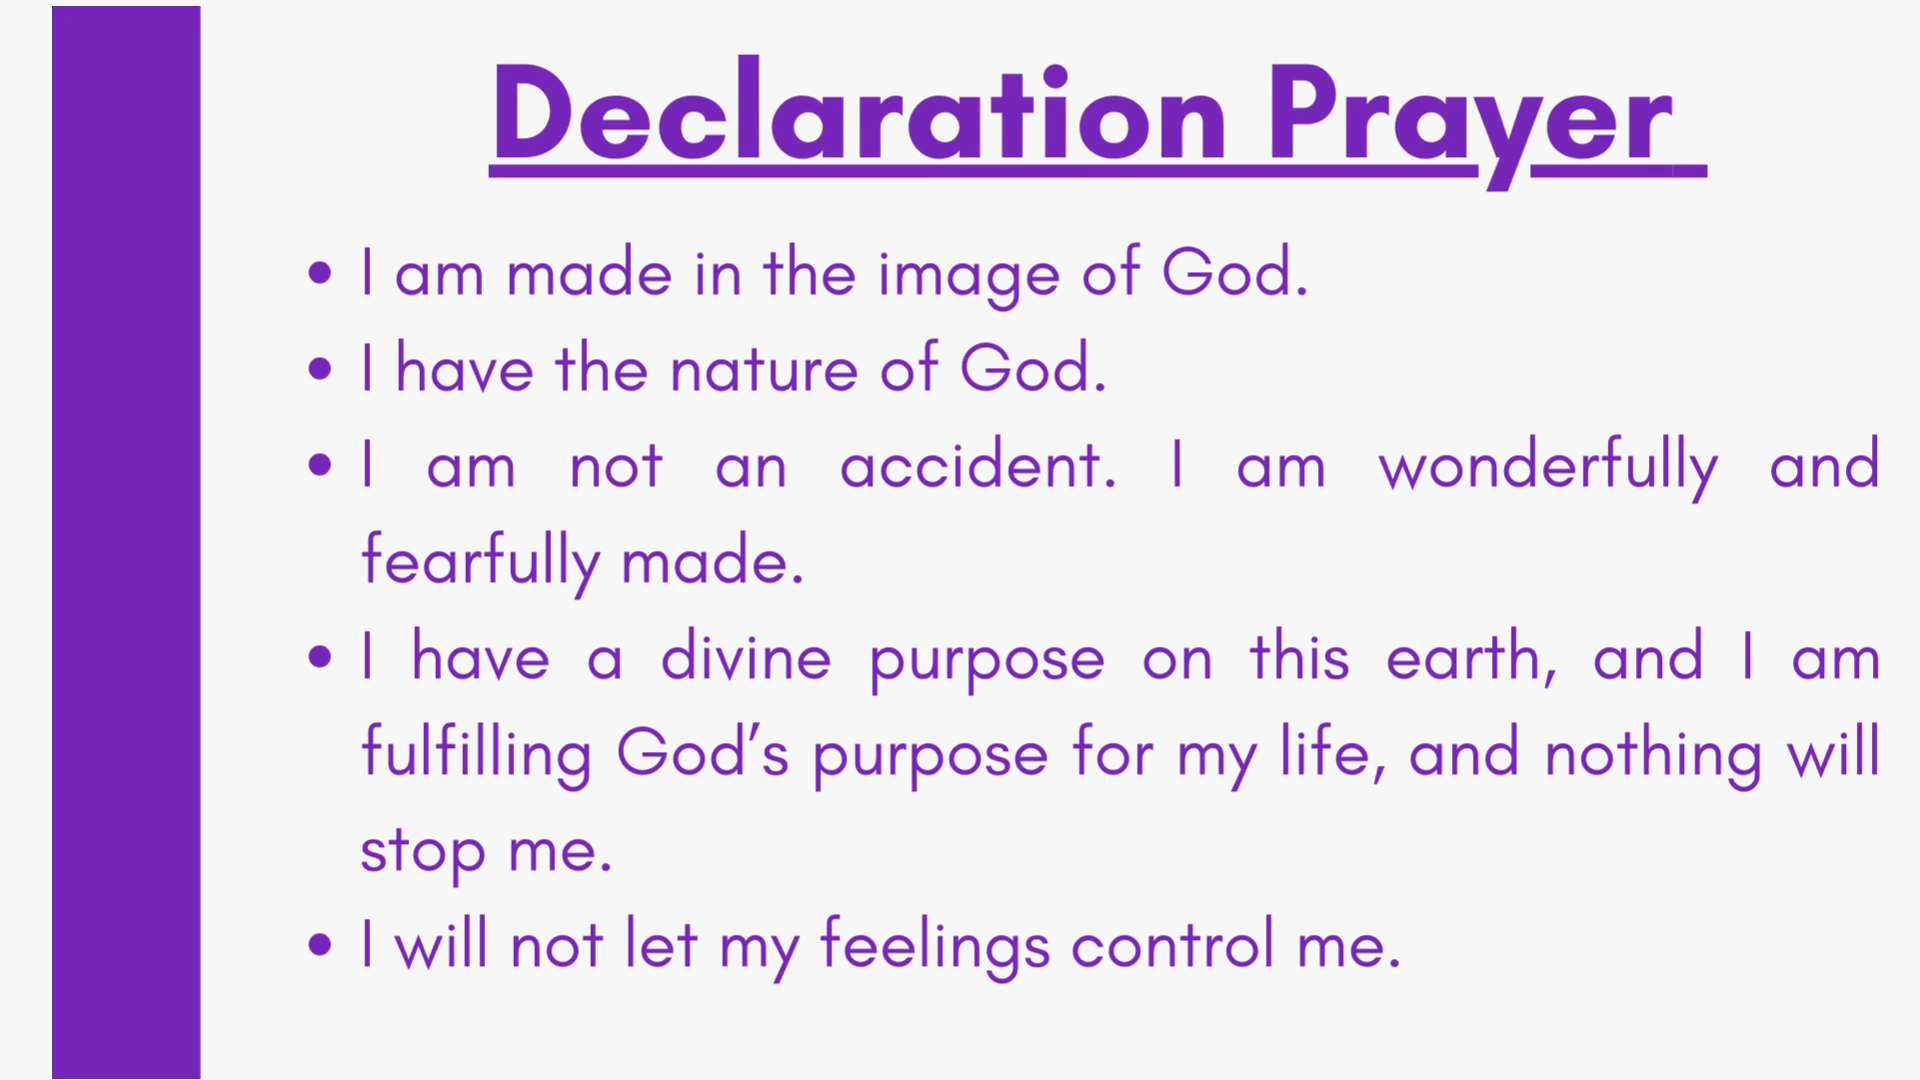 Declaration Prayer
• I am made in the image of God.
• I have the nature of God.
• I am not an accident. I am wonderfully and
fearfully made.
• I have a divine purpose on this earth, and I am
fulfilling God’s purpose for my life, and nothing will
stop me.
• I will not let my feelings control me.